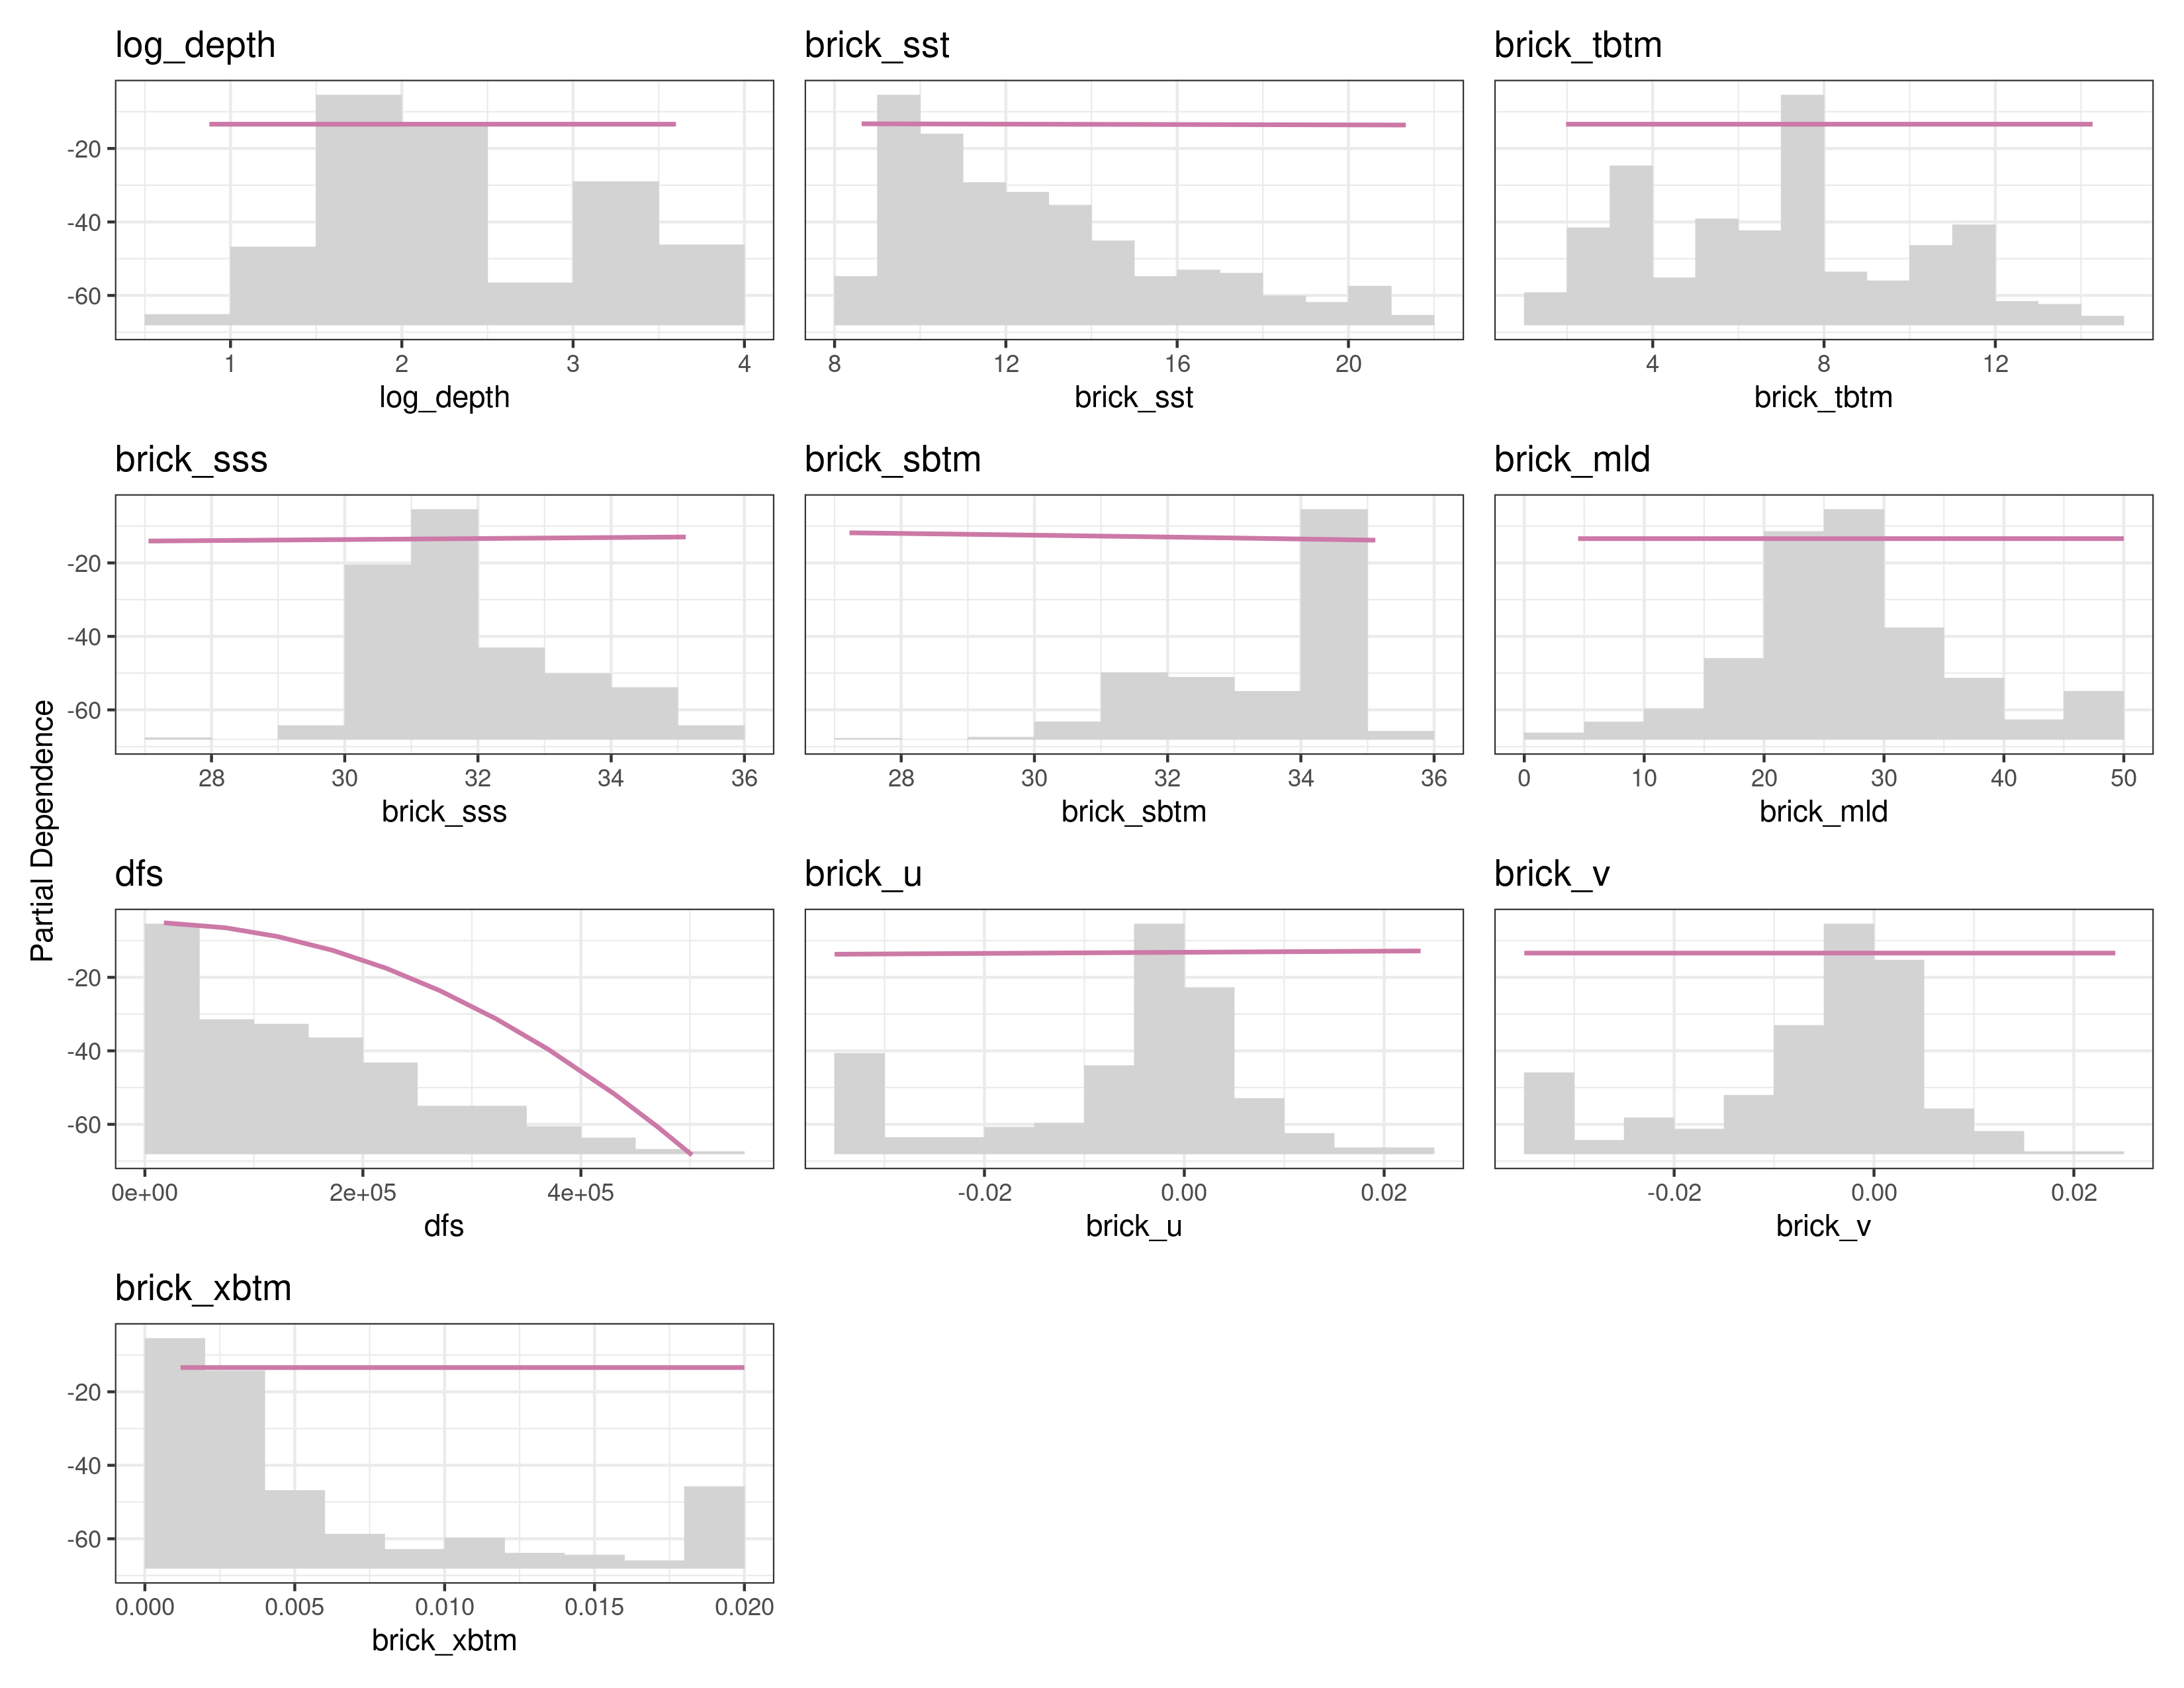 log_depth
brick_sst
brick_tbtm
-20
-40
-60
1 2 3 4
8 12 16 20
4 8 12
log_depth
brick_sst
brick_tbtm
brick_sss
brick_sbtm
brick_mld
-20
-40
-60
28 30 32 34 36
28 30 32 34 36
0 10 20 30 40 50
brick_sss
brick_sbtm
brick_mld
Partial Dependence
dfs
brick_u
brick_v
-20
-40
-60
0e+00 2e+05 4e+05
-0.02 0.00 0.02
-0.02 0.00 0.02
dfs
brick_u
brick_v
brick_xbtm
-20
-40
-60
0.000 0.005 0.010 0.015 0.020
brick_xbtm